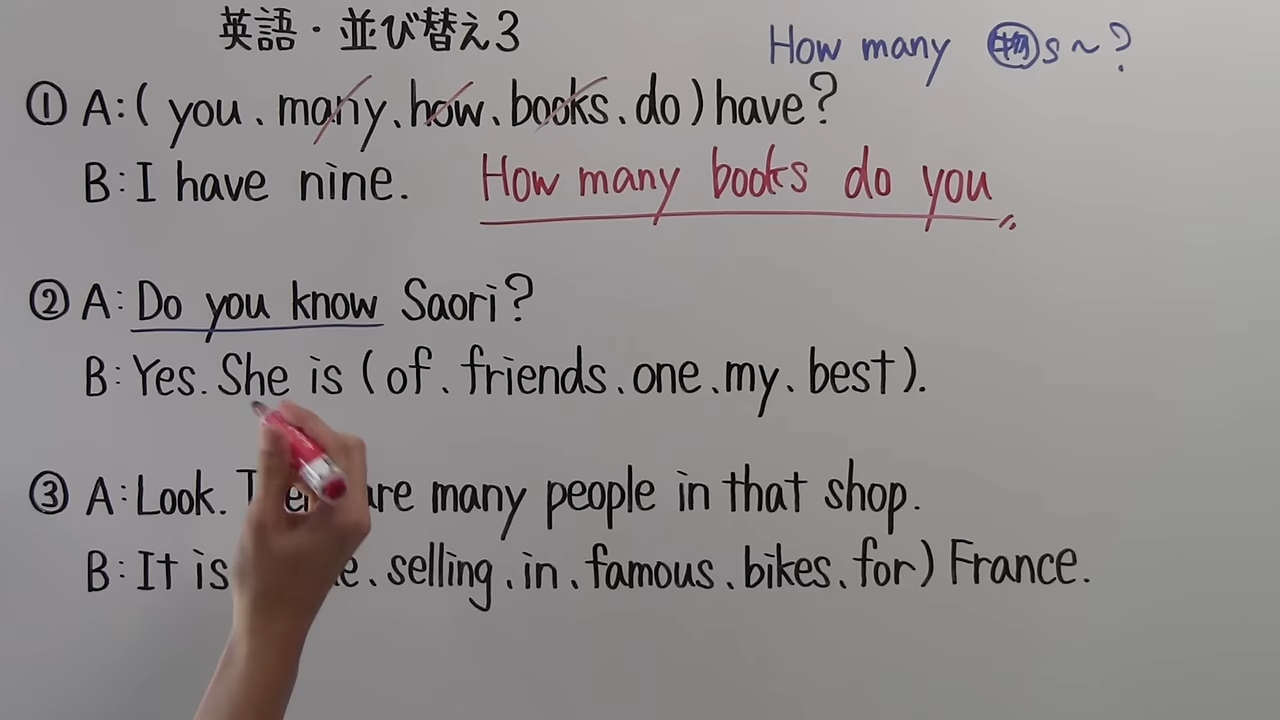 英語・並び替え3
How many 物s～?
① A:( you、many、how、books、do) have?
B:I have nine.
How many books do you
② A:Do you know Saori?
B:Yes. She is (of、friends、one、my、best).
③ A:Look. are many people in that shop.
B:It is 、selling、in、famous、bikes、for) France.